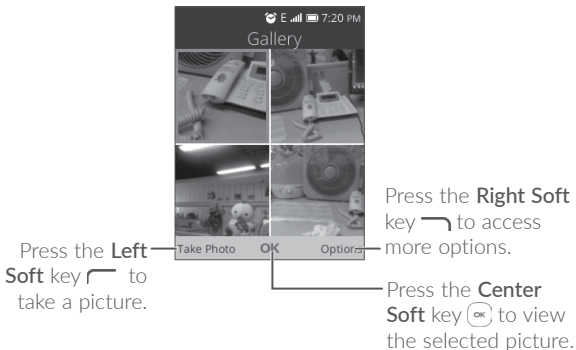 E 7:20 PM
Gallery
Take Photo OK Options
Press the Left
Soft key to
take a picture.
Press the Right Soft
key to access
more options.
Press the Center
Soft key OK to view
the selected picture.